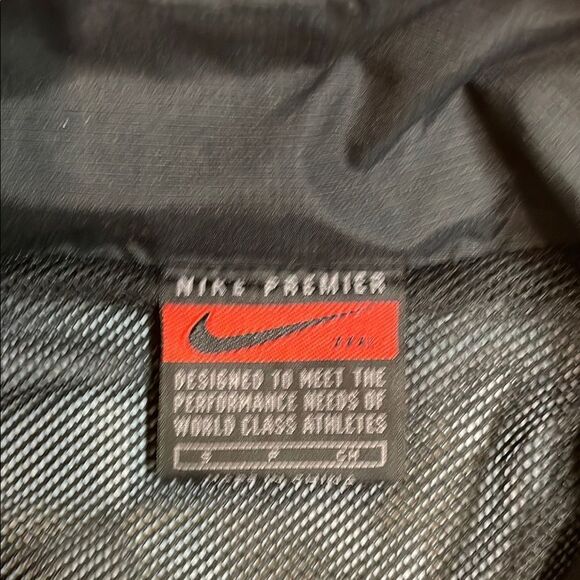 NIKE PREMIER
DESIGNED TO MEET THE
PERFORMANCE NEEDS OF
WORLD CLASS ATHLETES
S P CH